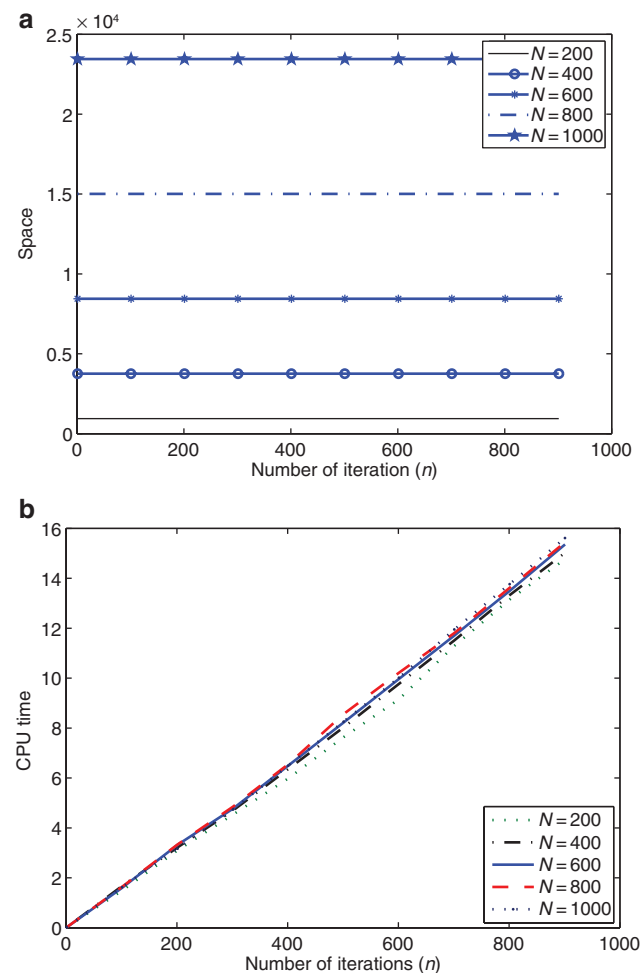 a
× 10⁴
2.5
2
1.5
1
0.5
0
Space
0 200 400 600 800 1000
Number of iteration (n)
N = 200
N = 400
N = 600
N = 800
N = 1000
b
16
14
12
10
8
6
4
2
0
CPU time
0 200 400 600 800 1000
Number of iterations (n)
N = 200
N = 400
N = 600
N = 800
N = 1000